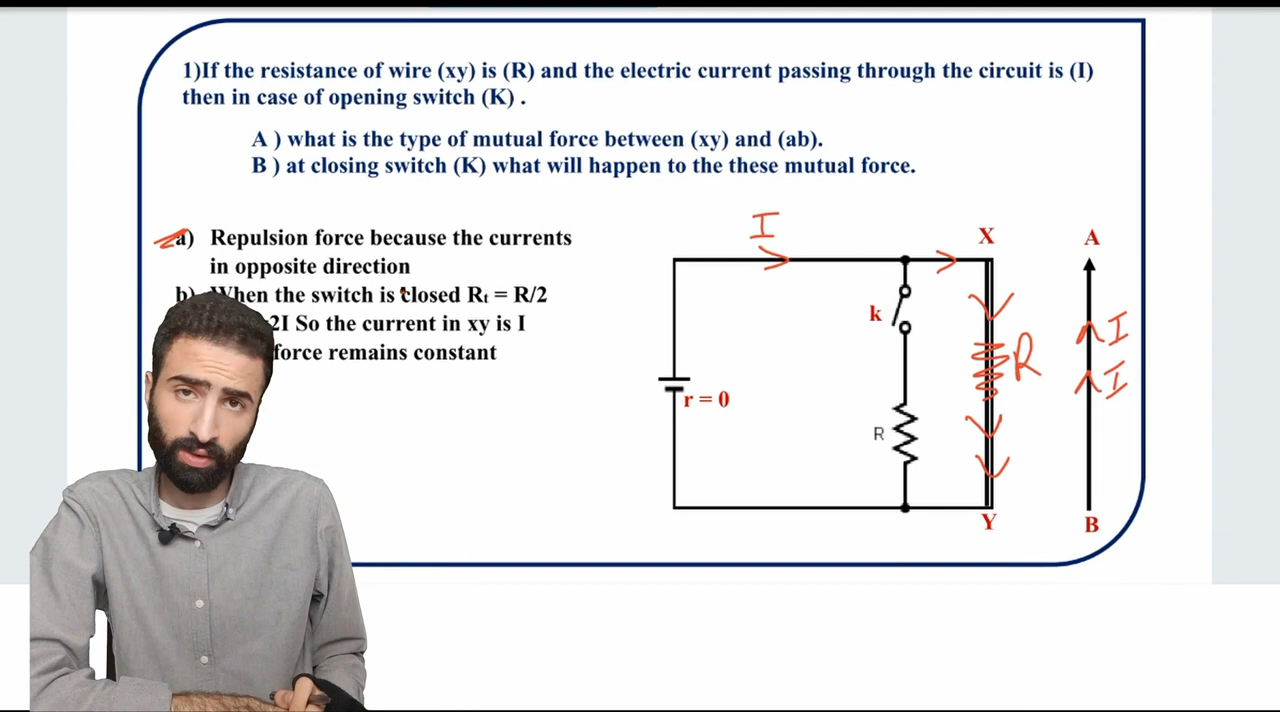 1)If the resistance of wire (xy) is (R) and the electric current passing through the circuit is (I)
then in case of opening switch (K) .
A ) what is the type of mutual force between (xy) and (ab).
B ) at closing switch (K) what will happen to the these mutual force.
a) Repulsion force because the currents
in opposite direction
b) When the switch is closed Rt = R/2
2I So the current in xy is I
force remains constant
I
X
A
k
I
R
I
r = 0
R
Y
B